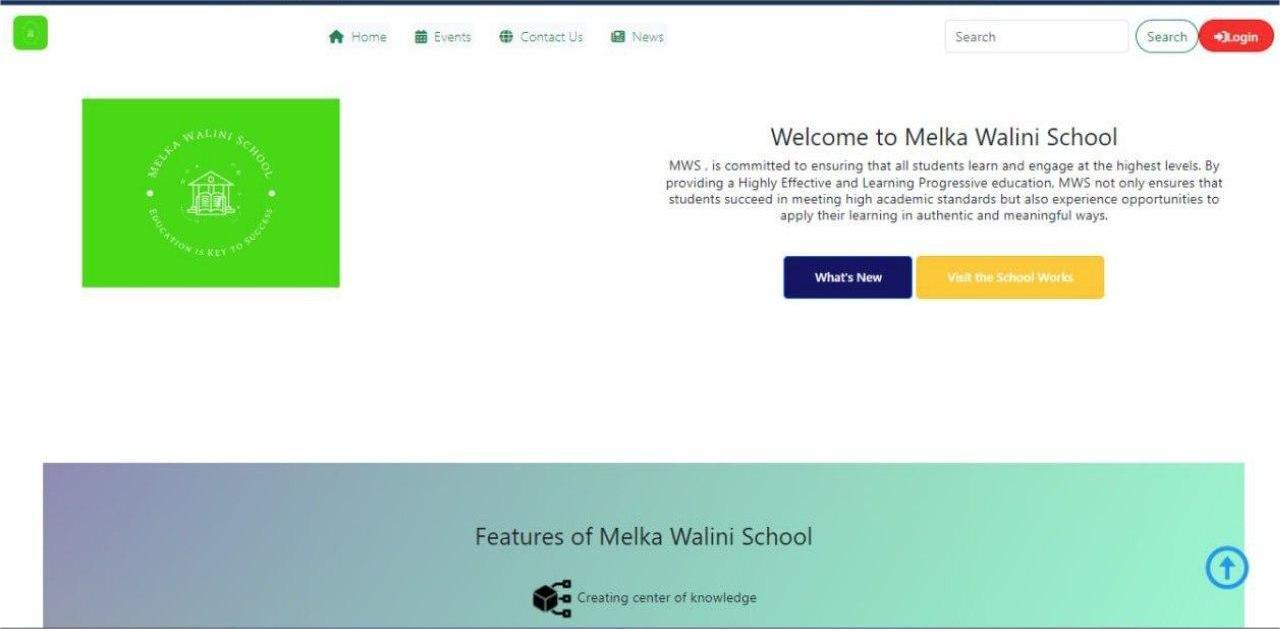 Home
Events
Contact Us
News
Search
Search
Login
MELKA WALINI SCHOOL
EDUCATION IS KEY TO SUCCESS
Welcome to Melka Walini School
MWS , is committed to ensuring that all students learn and engage at the highest levels. By
providing a Highly Effective and Learning Progressive education, MWS not only ensures that
students succeed in meeting high academic standards but also experience opportunities to
apply their learning in authentic and meaningful ways.
What's New
Visit the School Works
Features of Melka Walini School
Creating center of knowledge